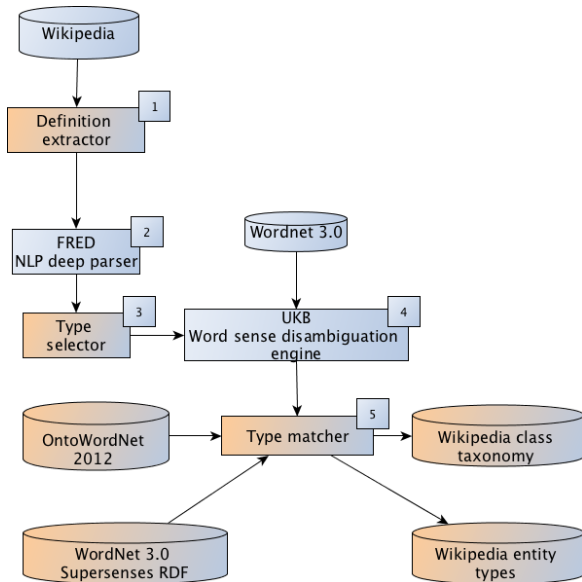 Wikipedia
1
Definition
extractor
2
FRED
NLP deep parser
Wordnet 3.0
3
Type
selector
4
UKB
Word sense disambiguation
engine
5
OntoWordNet
2012
Type matcher
Wikipedia class
taxonomy
WordNet 3.0
Supersenses RDF
Wikipedia entity
types